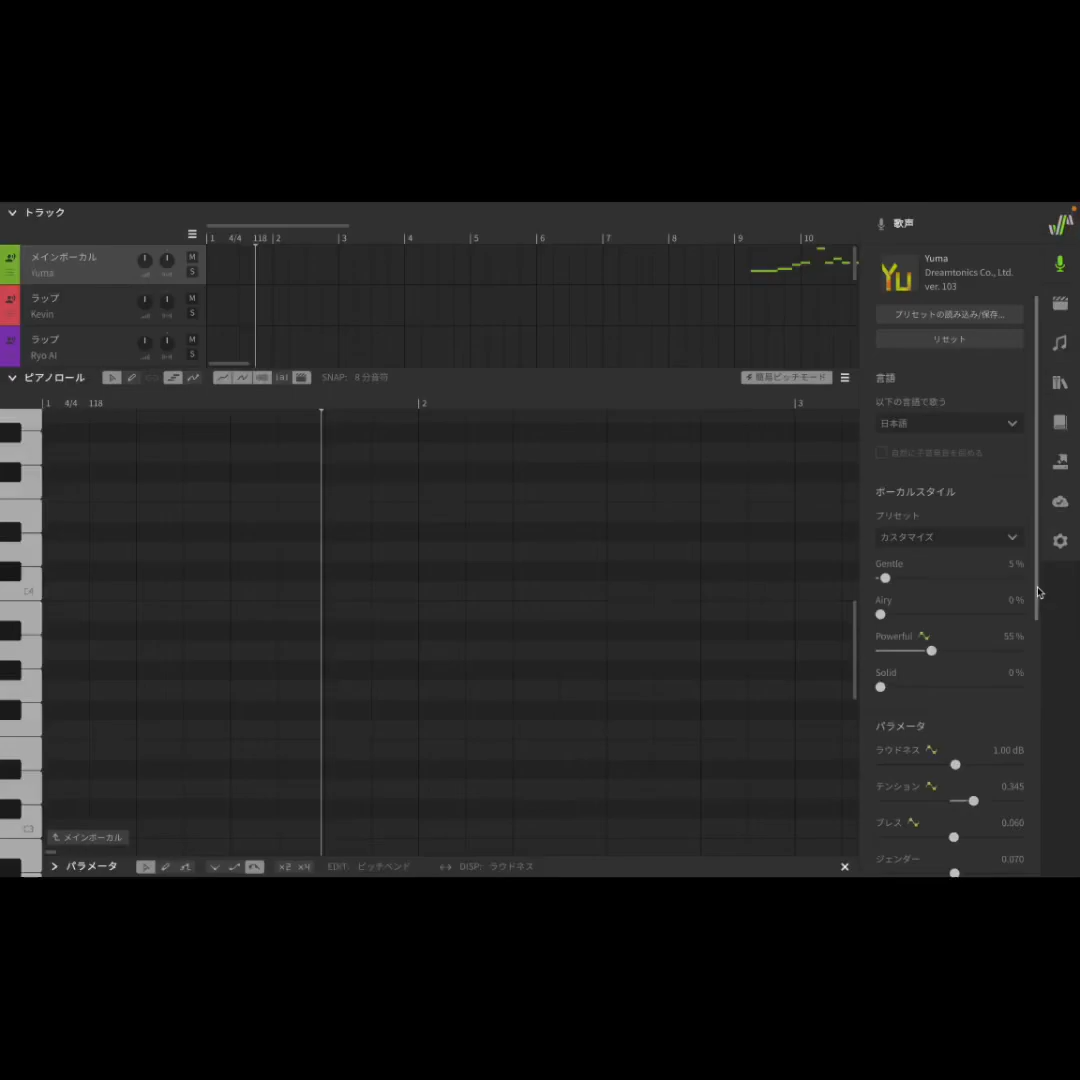 トラック
1 4/4 118 2 3 4 5 6 7 8 9 10
メインボーカル
Yuma
M
S
ラップ
Kevin
M
S
ラップ
Ryo AI
M
S
ピアノロール
SNAP: 8 分音符
簡易ピッチモード
1 4/4 118 2 3
C4
C3
メインボーカル
パラメータ
×2 ×4
EDIT: ピッチベンド
DISP: ラウドネス
歌声
Yu
Yuma
Dreamtonics Co., Ltd.
ver. 103
プリセットの読み込み/保存...
リセット
言語
以下の言語で歌う
日本語
ボーカルスタイル
プリセット
カスタマイズ
Gentle 5 %
Airy 0 %
Powerful 55 %
Solid 0 %
パラメータ
ラウドネス 1.00 dB
テンション 0.345
ブレス 0.060
ジェンダー 0.070